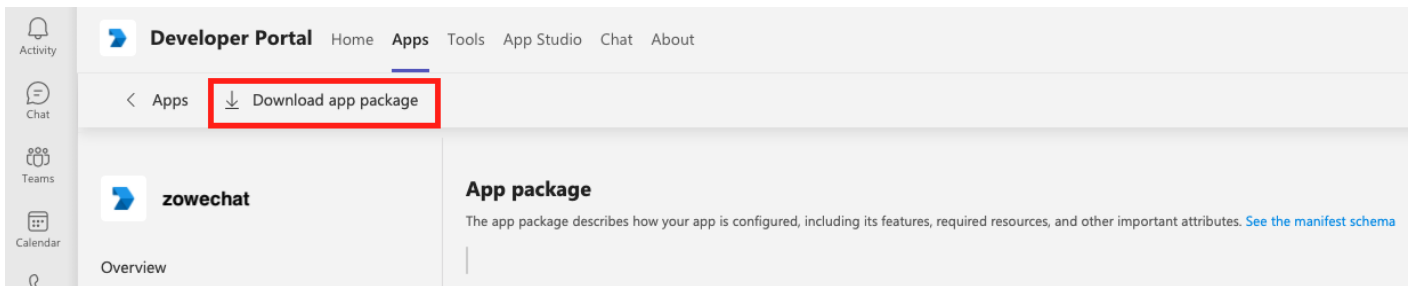 Activity
Chat
Teams
Calendar
Developer Portal Home Apps Tools App Studio Chat About
Apps Download app package
zowechat
Overview
App package
The app package describes how your app is configured, including its features, required resources, and other important attributes. See the manifest schema